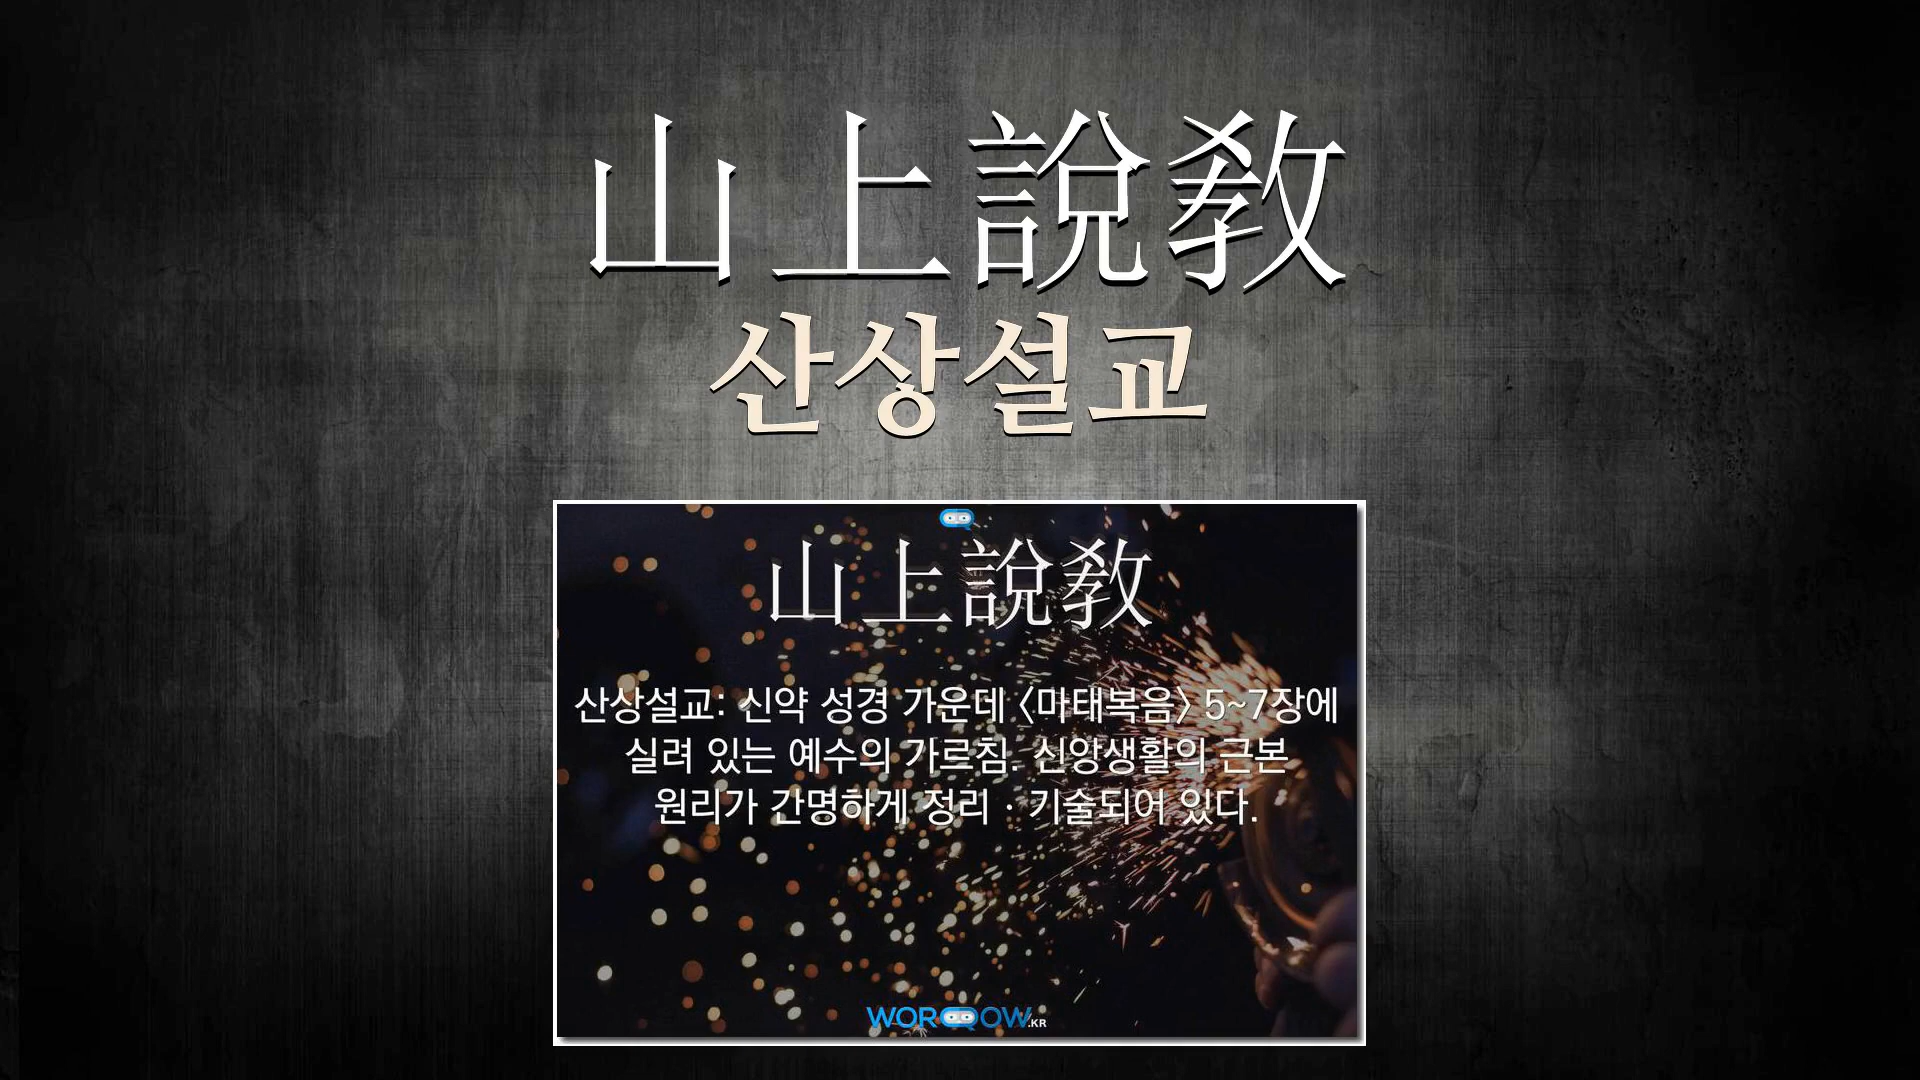 山上說敎
산상설교
山上說敎
산상설교: 신약 성경 가운데 〈마태복음〉 5~7장에
실려 있는 예수의 가르침. 신앙생활의 근본
원리가 간명하게 정리 · 기술되어 있다.
WORQROW.KR